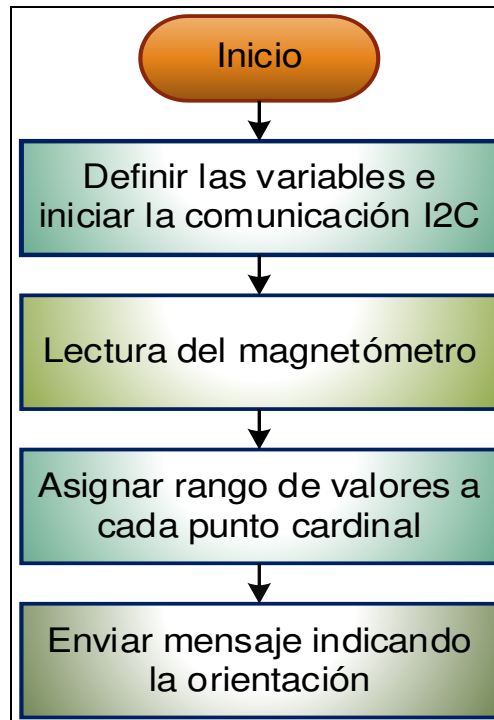 Inicio
Definir las variables e
iniciar la comunicación I2C
Lectura del magnetómetro
Asignar rango de valores a
cada punto cardinal
Enviar mensaje indicando
la orientación